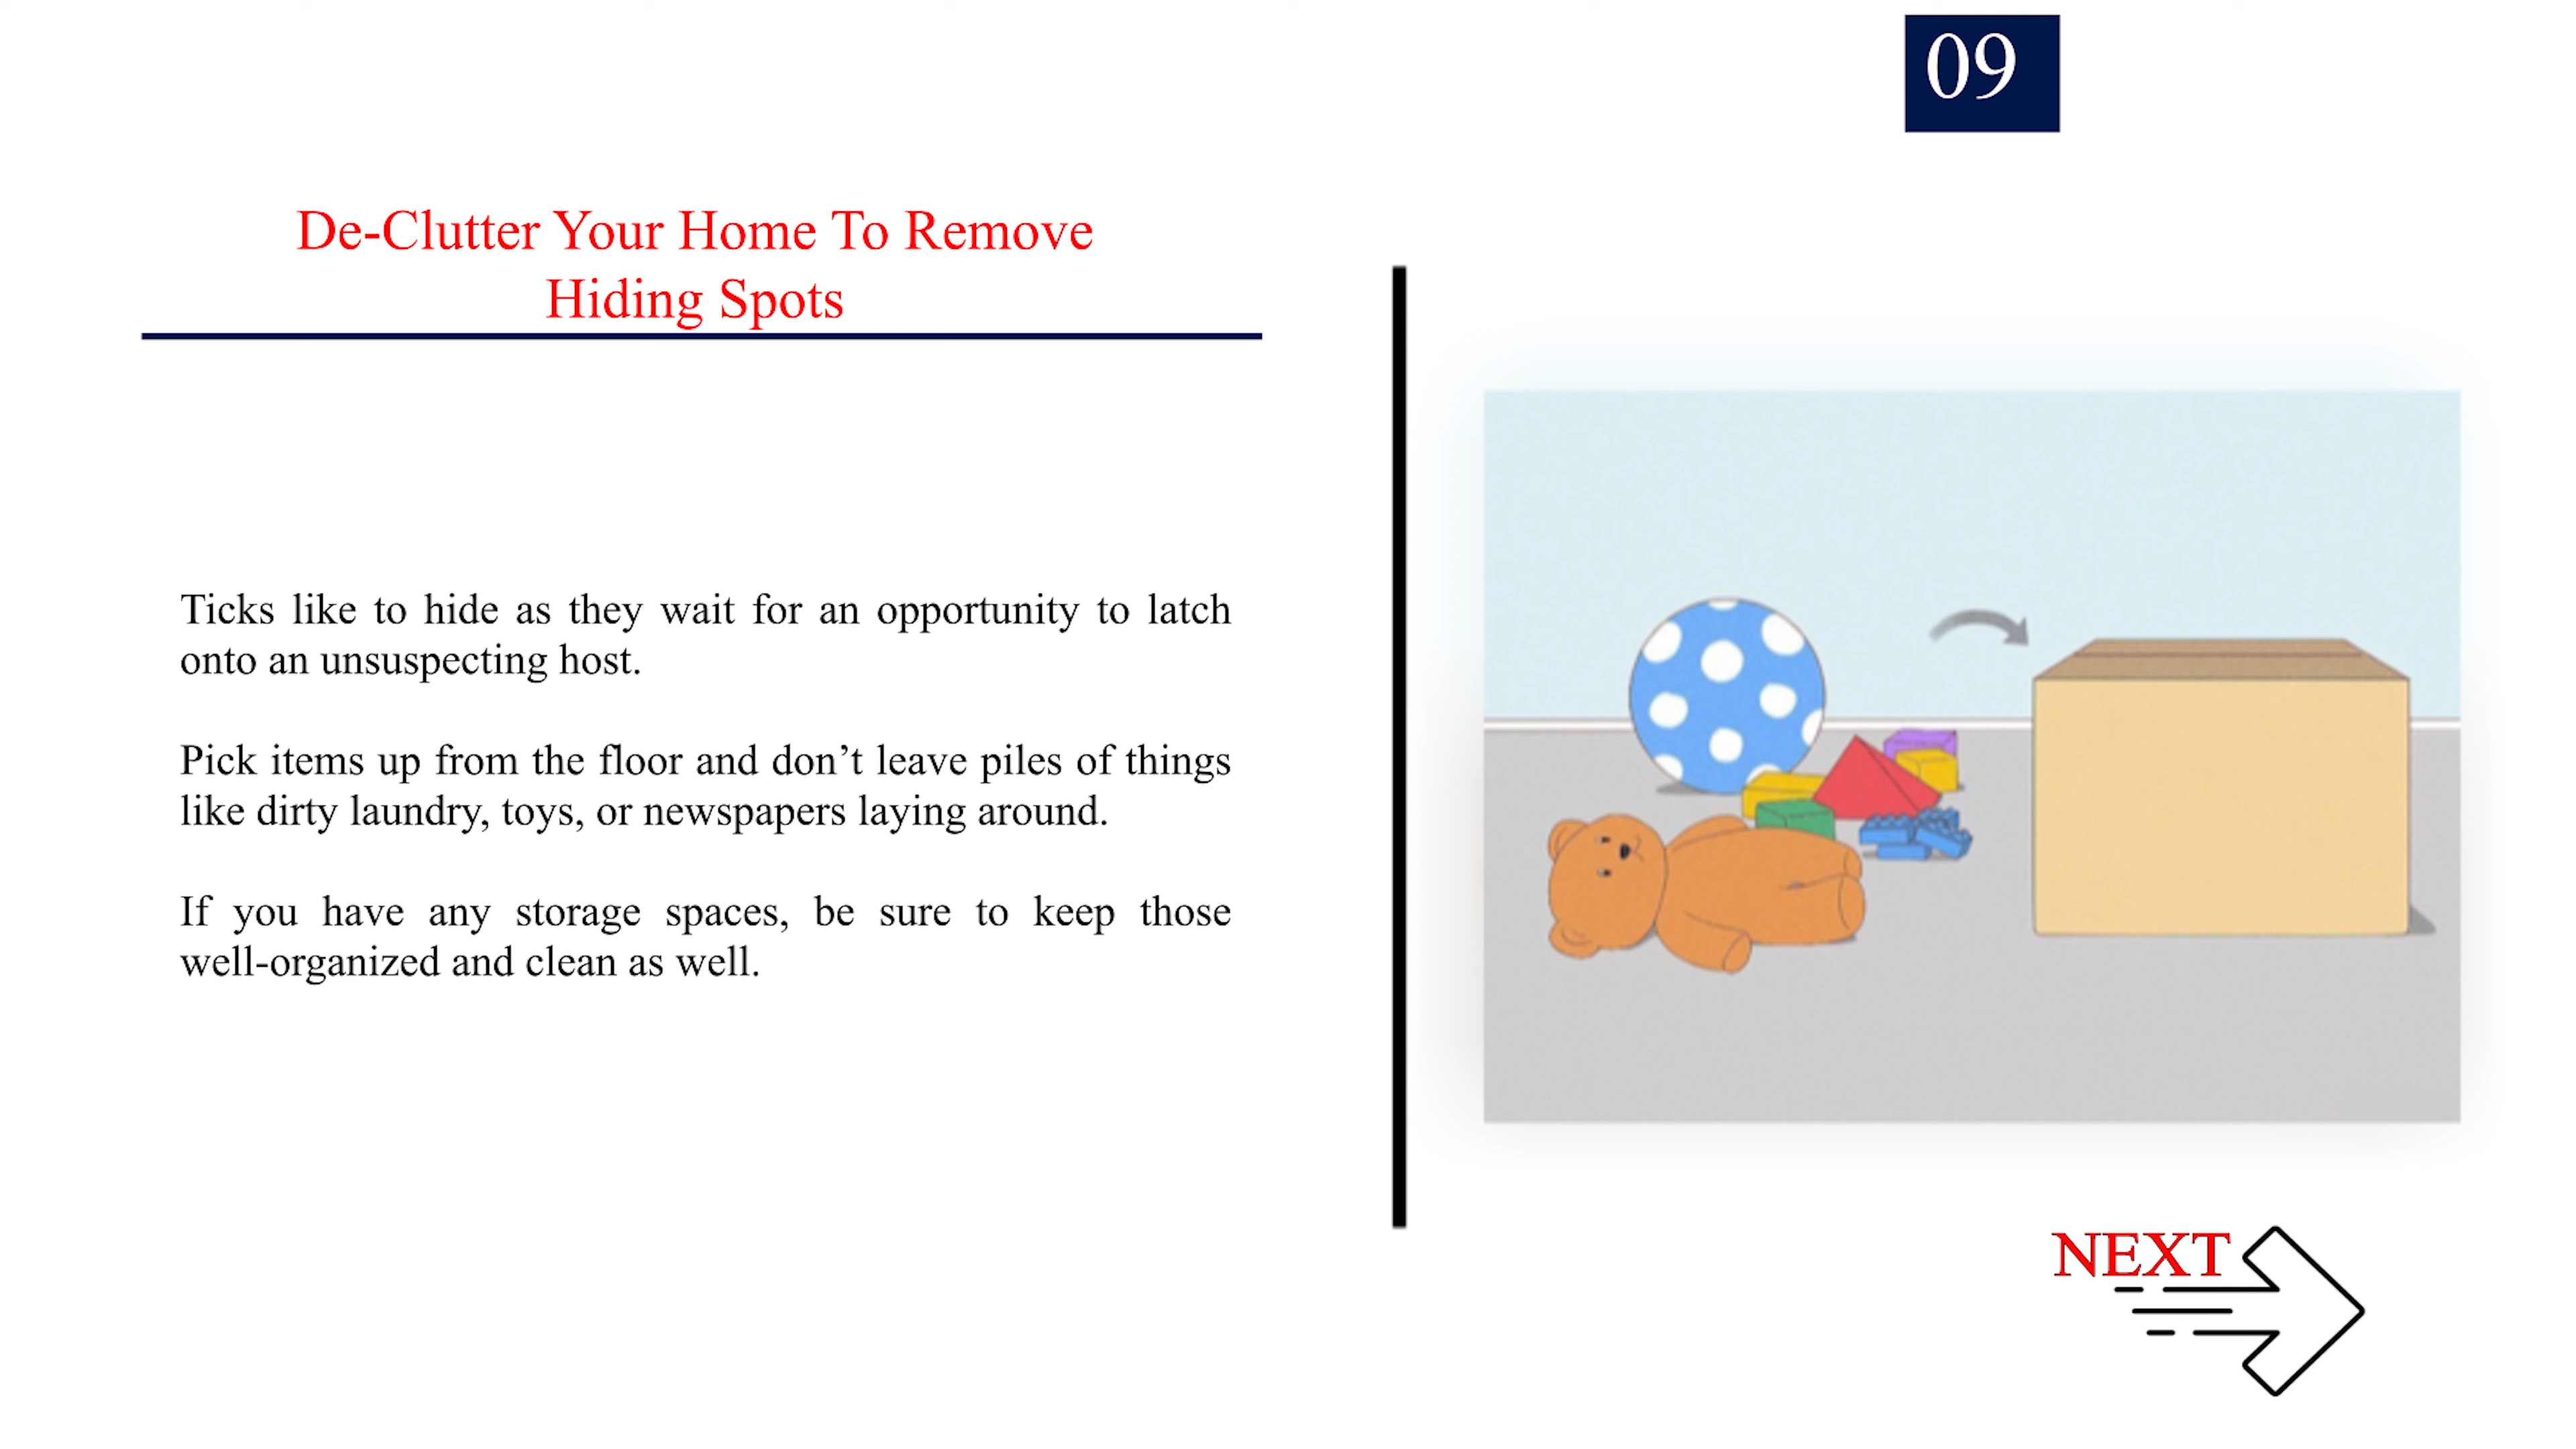 09
De-Clutter Your Home To Remove
Hiding Spots
Ticks like to hide as they wait for an opportunity to latch
onto an unsuspecting host.
Pick items up from the floor and don’t leave piles of things
like dirty laundry, toys, or newspapers laying around.
If you have any storage spaces, be sure to keep those
well-organized and clean as well.
NEXT